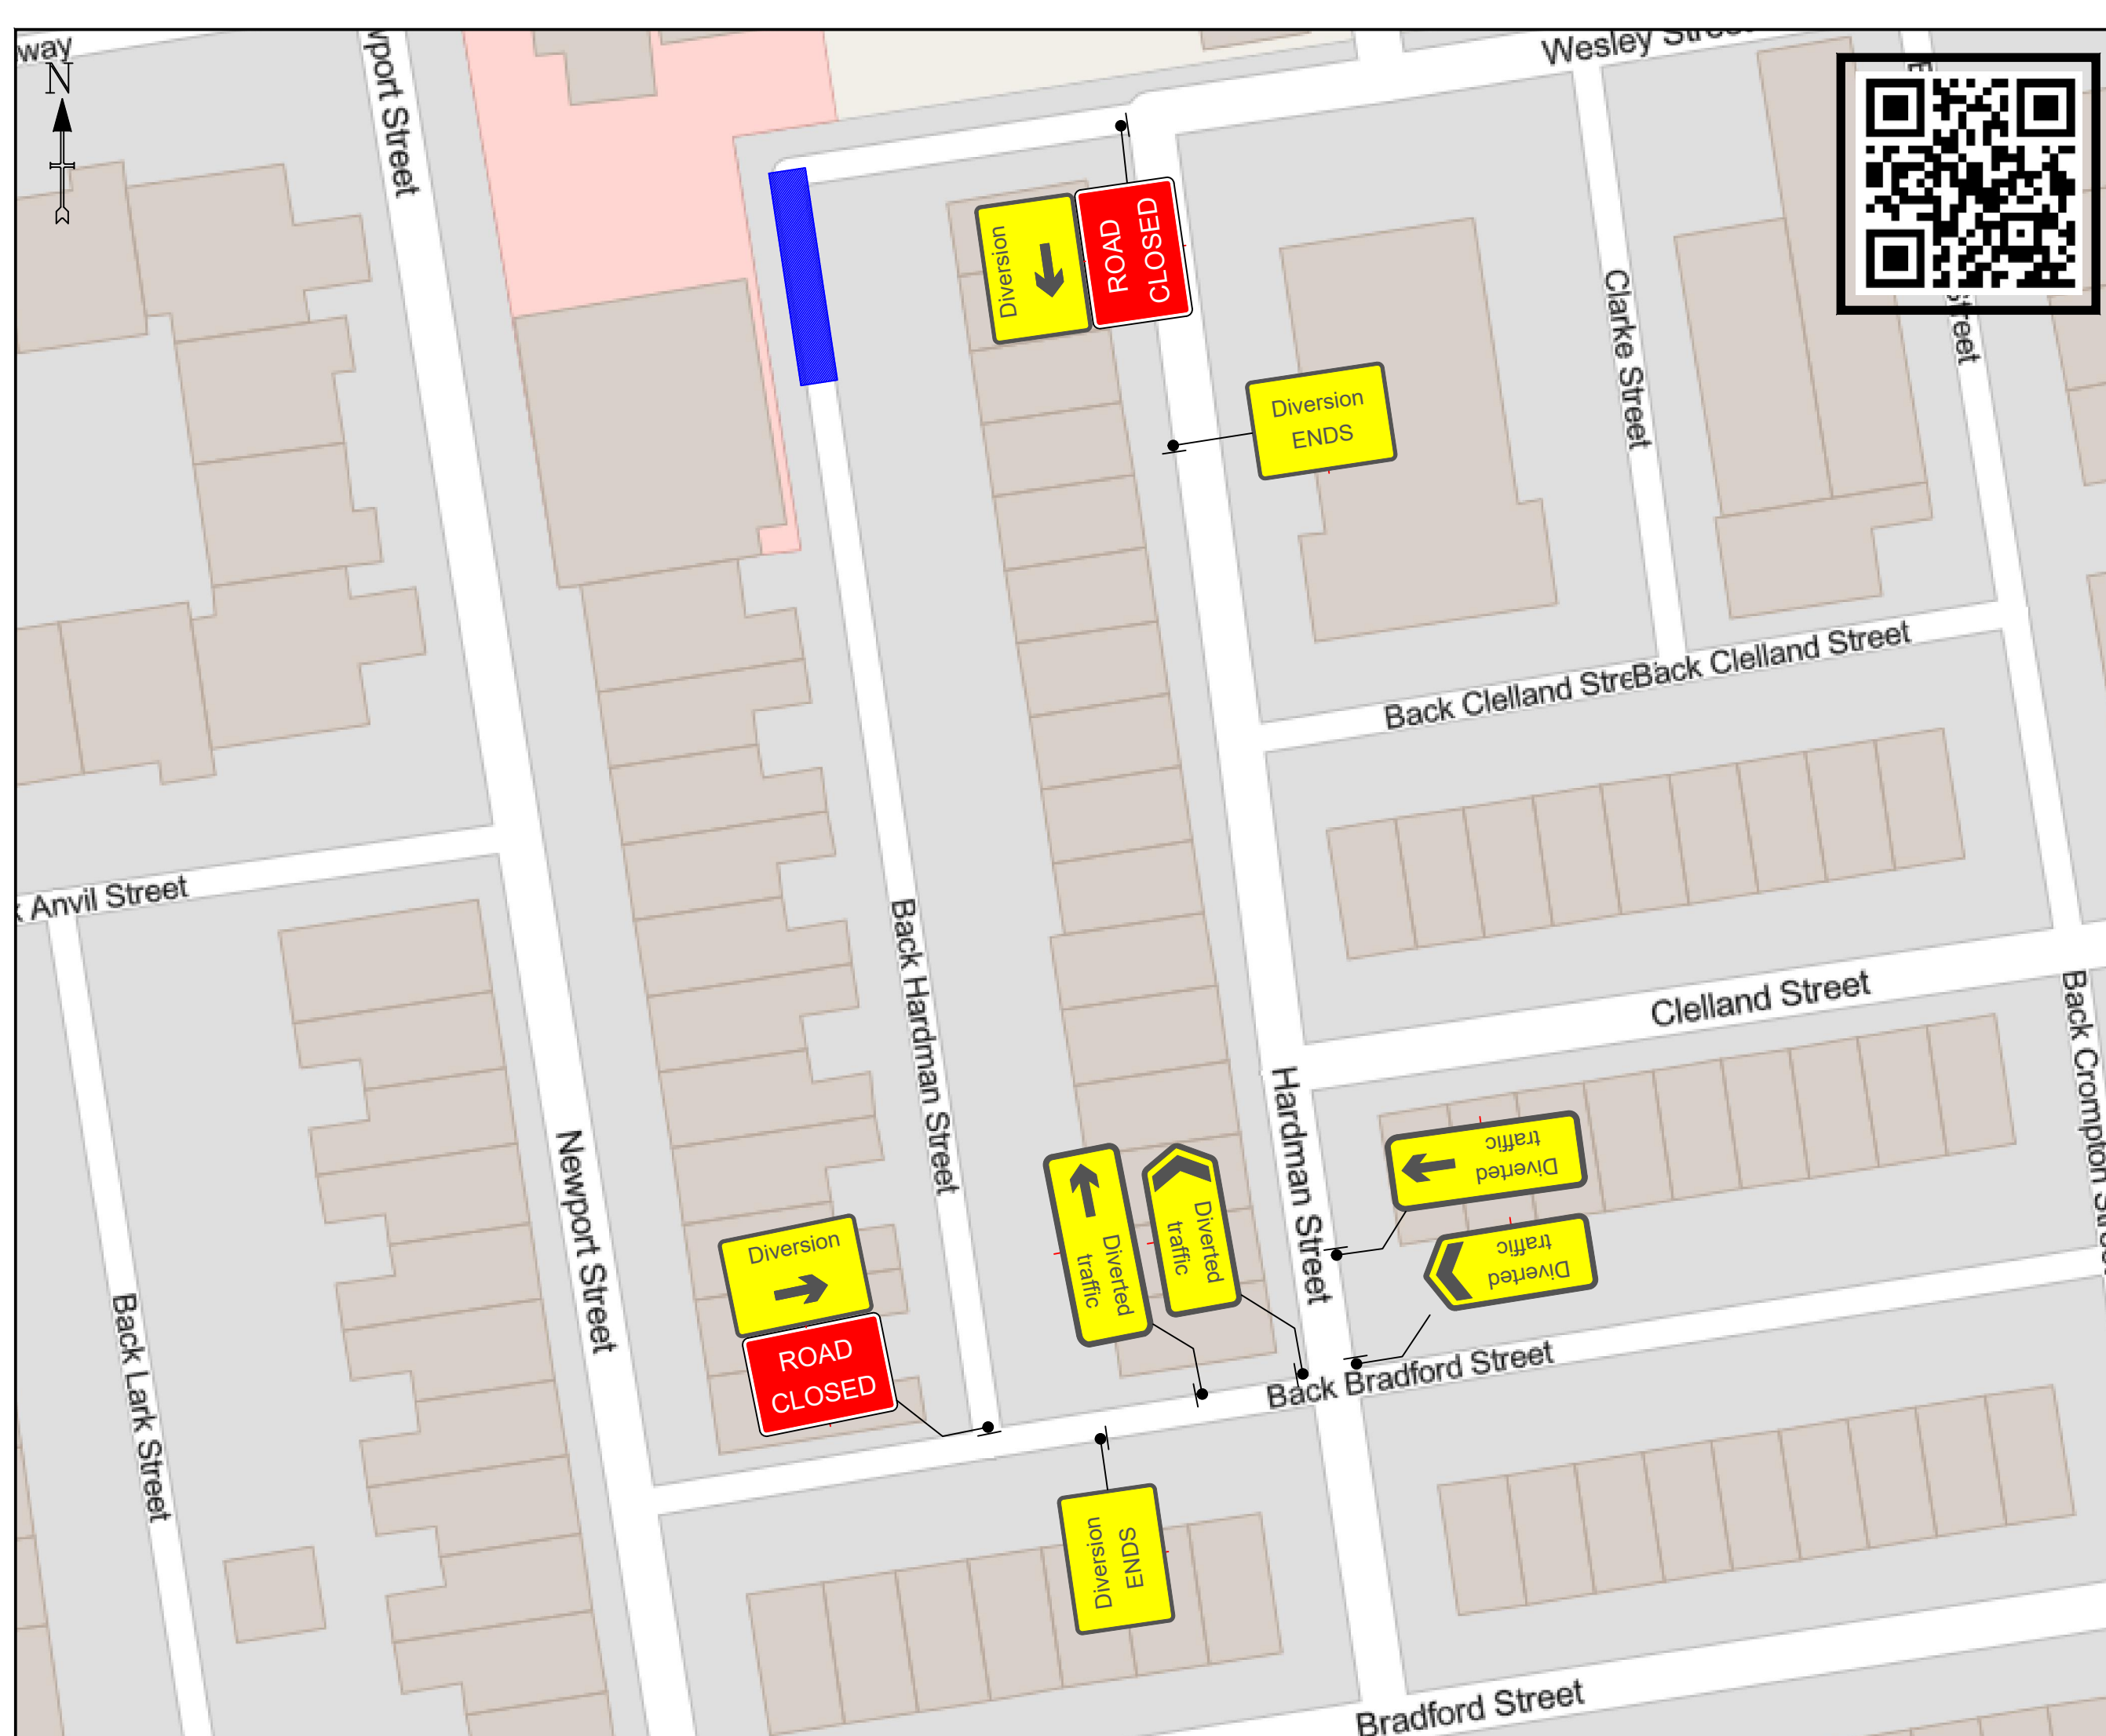 way
N
wport Street
Wesley Street
Diversion
ROAD
CLOSED
Diversion
ENDS
Clarke Street
treet
Back Clelland Stre
Back Clelland Street
k Anvil Street
Back Hardman Street
Clelland Street
Back Crompton
Hardman Street
Newport Street
Back Lark Street
Diverted
traffic
Diverted
traffic
Diverted
traffic
Diverted
traffic
Diversion
ROAD
CLOSED
Back Bradford Street
Diversion
ENDS
Bradford Street